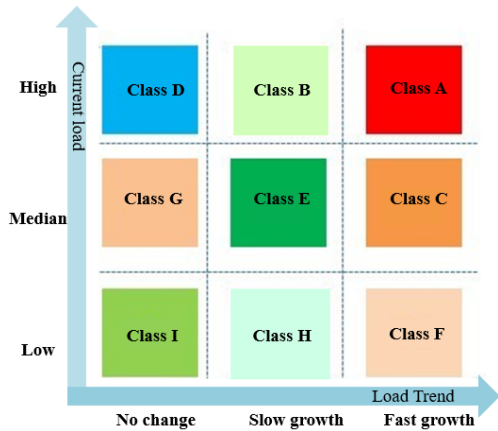 Current load
High
Class D
Class B
Class A
Median
Class G
Class E
Class C
Low
Class I
Class H
Class F
Load Trend
No change
Slow growth
Fast growth